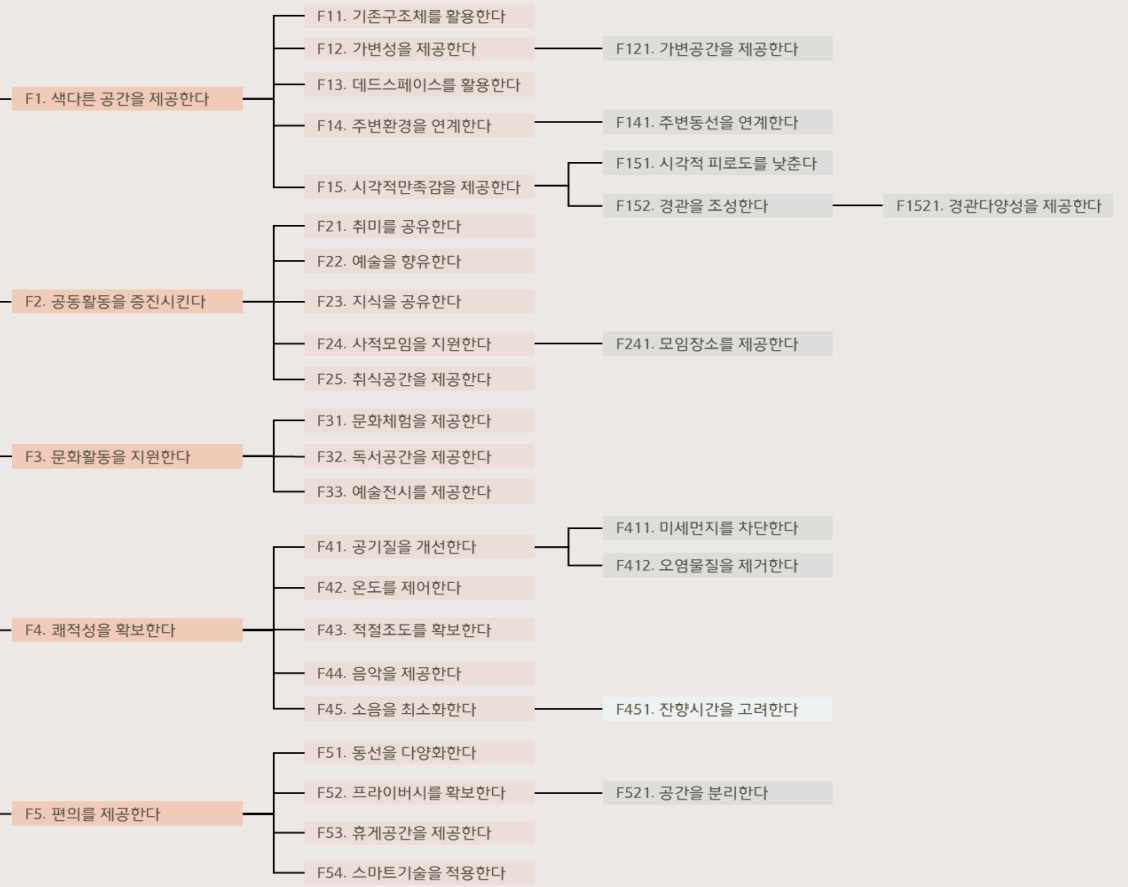 F1. 색다른 공간을 제공한다
F11. 기존구조체를 활용한다
F12. 가변성을 제공한다
F121. 가변공간을 제공한다
F13. 데드스페이스를 활용한다
F14. 주변환경을 연계한다
F141. 주변동선을 연계한다
F15. 시각적만족감을 제공한다
F151. 시각적 피로도를 낮춘다
F152. 경관을 조성한다
F1521. 경관다양성을 제공한다
F2. 공동활동을 증진시킨다
F21. 취미를 공유한다
F22. 예술을 향유한다
F23. 지식을 공유한다
F24. 사적모임을 지원한다
F241. 모임장소를 제공한다
F25. 취식공간을 제공한다
F3. 문화활동을 지원한다
F31. 문화체험을 제공한다
F32. 독서공간을 제공한다
F33. 예술전시를 제공한다
F4. 쾌적성을 확보한다
F41. 공기질을 개선한다
F411. 미세먼지를 차단한다
F412. 오염물질을 제거한다
F42. 온도를 제어한다
F43. 적절조도를 확보한다
F44. 음악을 제공한다
F45. 소음을 최소화한다
F451. 잔향시간을 고려한다
F5. 편의를 제공한다
F51. 동선을 다양화한다
F52. 프라이버시를 확보한다
F521. 공간을 분리한다
F53. 휴게공간을 제공한다
F54. 스마트기술을 적용한다